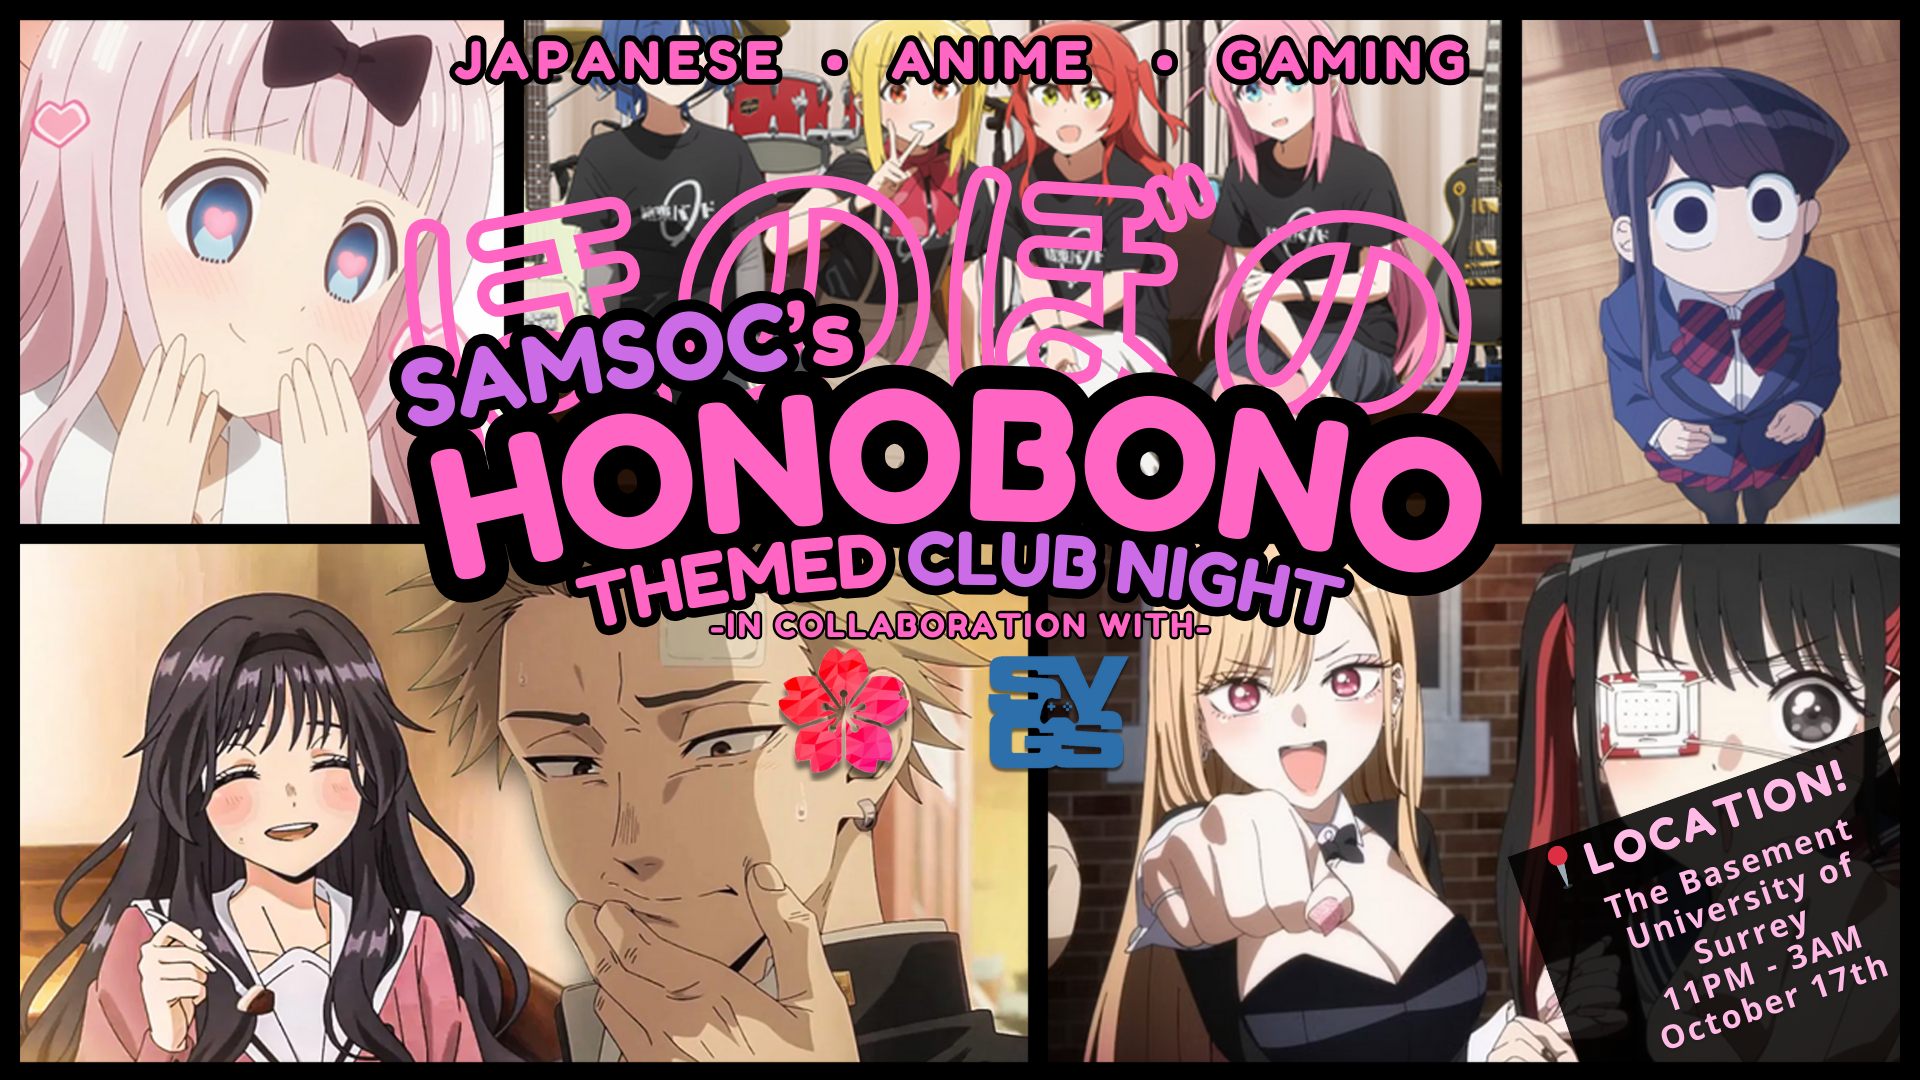 JAPANESE • ANIME • GAMING
ほのぼの
SAMSOC's
HONOBONO
THEMED CLUB NIGHT
-IN COLLABORATION WITH-
SVGS
LOCATION!
The Basement
University of
Surrey
11PM - 3AM
October 17th